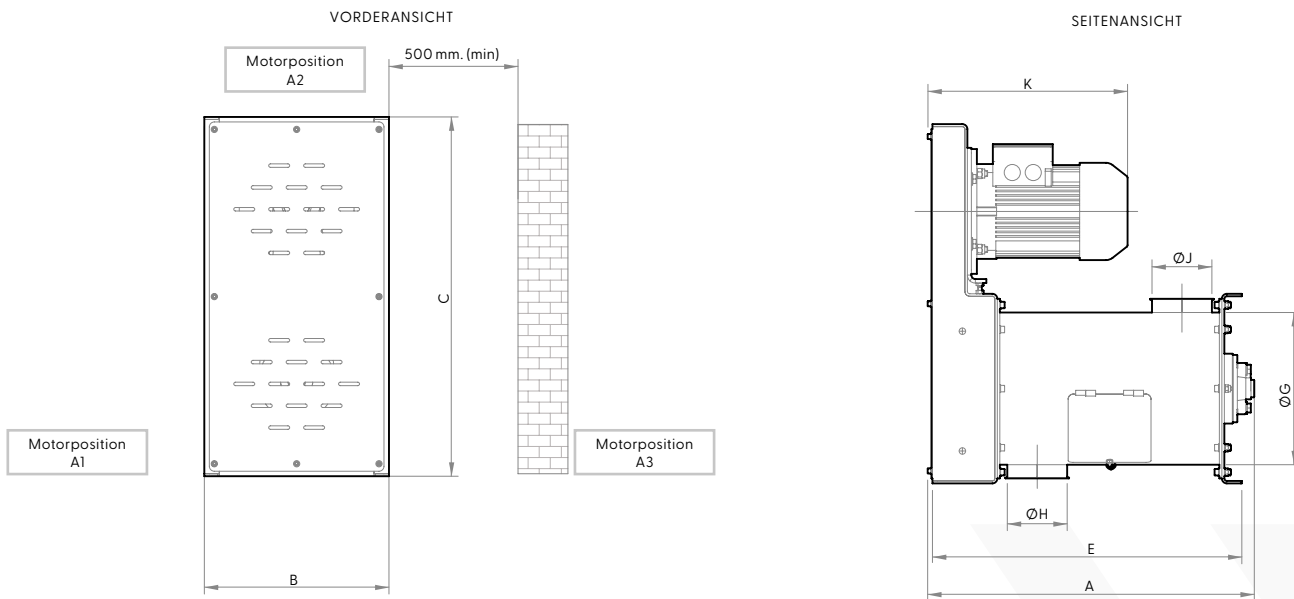 VORDERANSICHT
SEITENANSICHT
Motorposition
A2
500 mm. (min)
K
C
ØJ
ØG
Motorposition
A1
Motorposition
A3
ØH
E
B
A